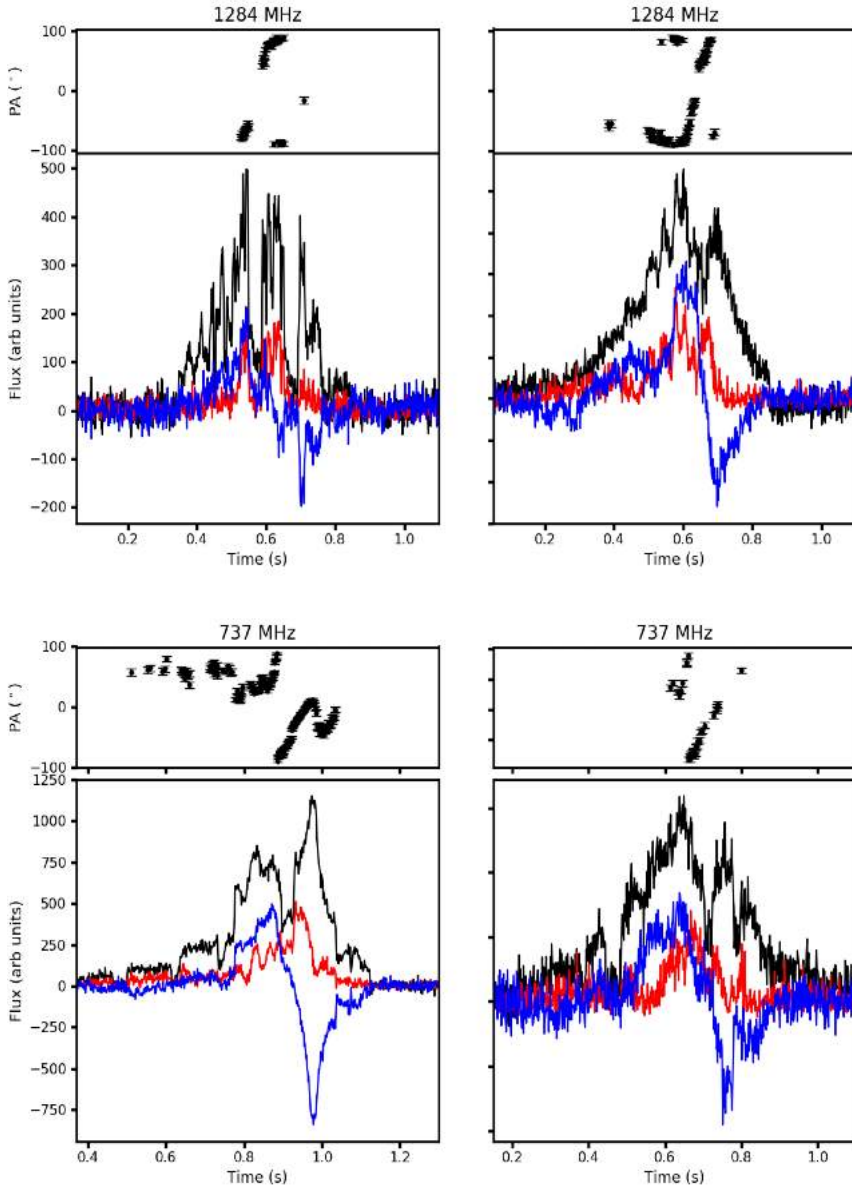 1284 MHz
1284 MHz
100
0
−100
PA (°)
500
400
300
200
100
0
−100
−200
Flux (arb units)
0.2 0.4 0.6 0.8 1.0
Time (s)
0.2 0.4 0.6 0.8 1.0
Time (s)
737 MHz
737 MHz
100
0
−100
PA (°)
1250
1000
750
500
250
0
−250
−500
−750
Flux (arb units)
0.4 0.6 0.8 1.0 1.2
Time (s)
0.2 0.4 0.6 0.8 1.0
Time (s)